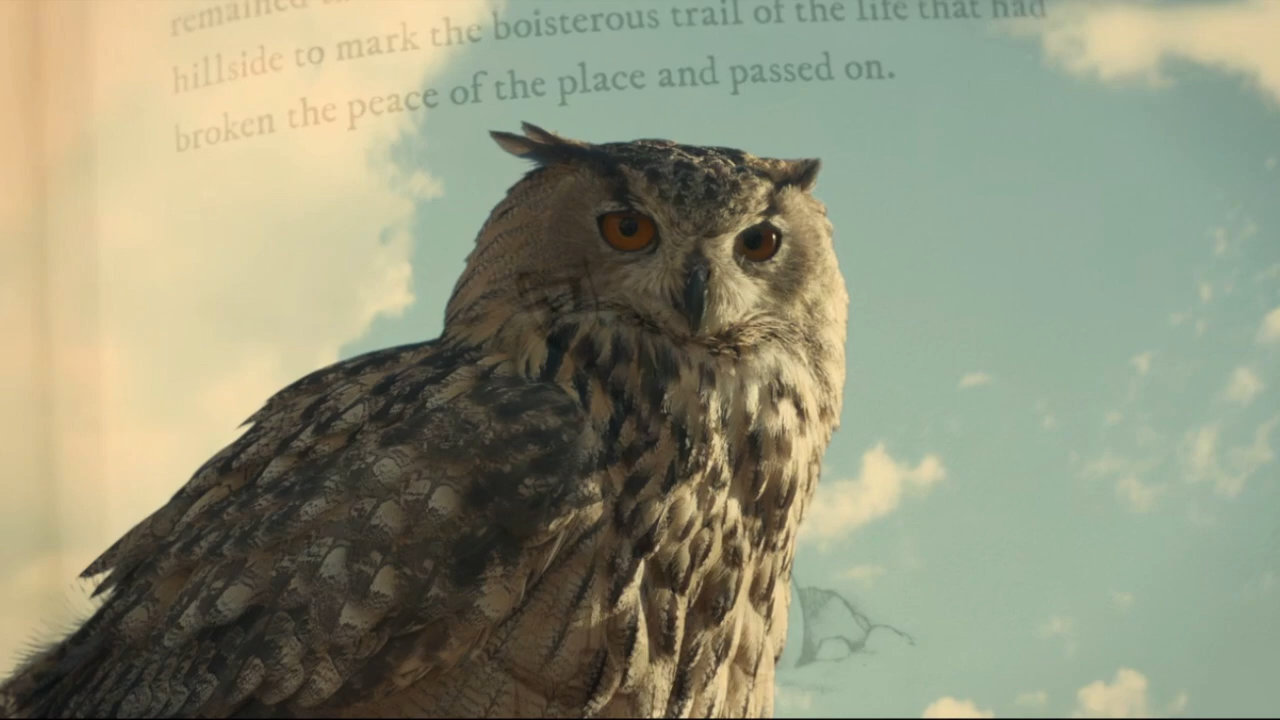 remained
hillside to mark the boisterous trail of the life that had
broken the peace of the place and passed on.